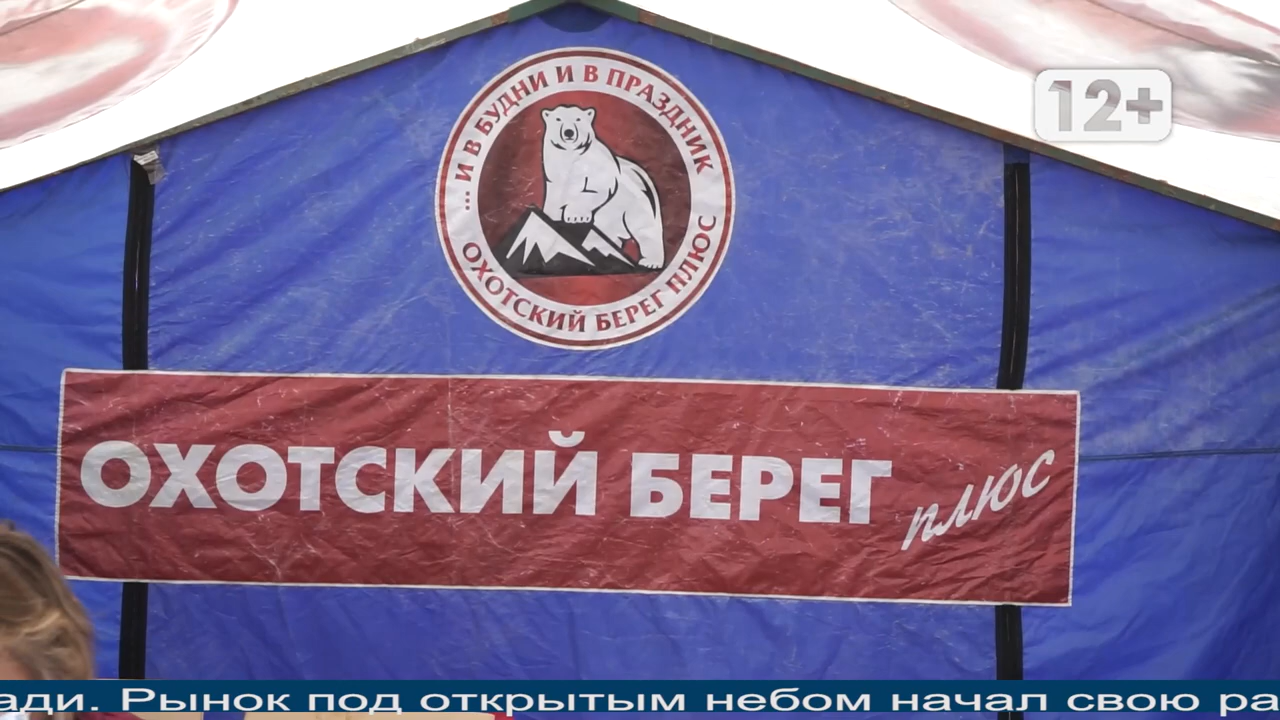 12+
... И В БУДНИ И В ПРАЗДНИК
ОХОТСКИЙ БЕРЕГ ПЛЮС
ОХОТСКИЙ БЕРЕГ плюс
ади. Рынок под открытым небом начал свою ра